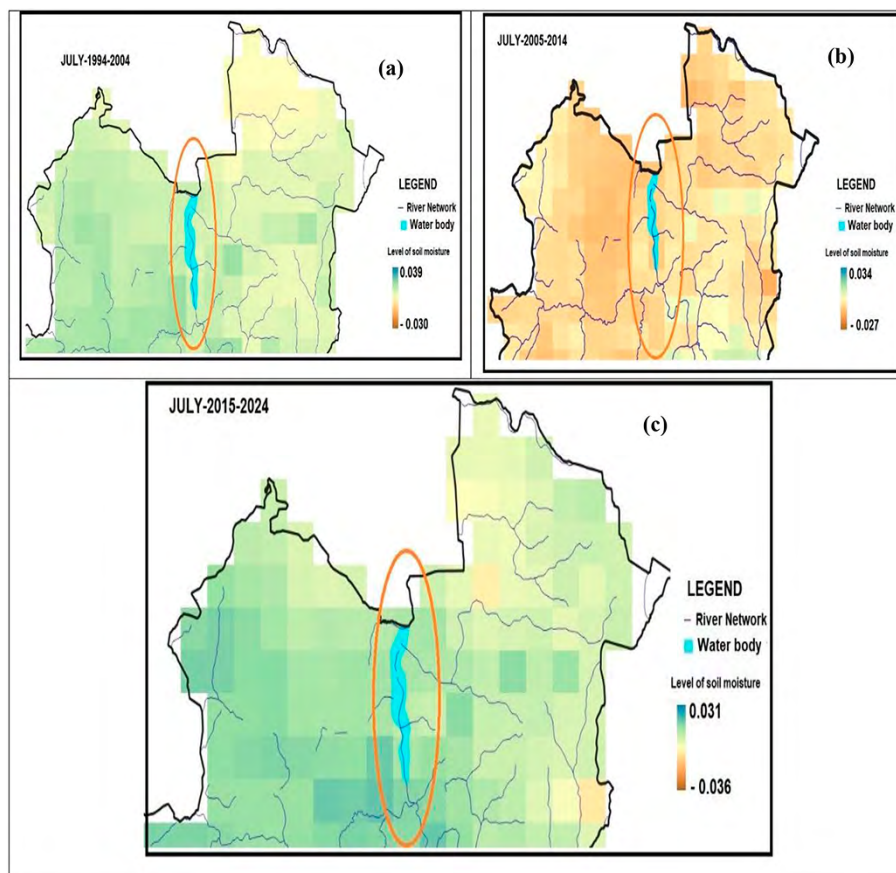 JULY-1994-2004
(a)
LEGEND
River Network
Water body
Level of soil moisture
0.039
- 0.030
JULY-2005-2014
(b)
LEGEND
River Network
Water body
Level of soil moisture
0.034
- 0.027
JULY-2015-2024
(c)
LEGEND
River Network
Water body
Level of soil moisture
0.031
- 0.036